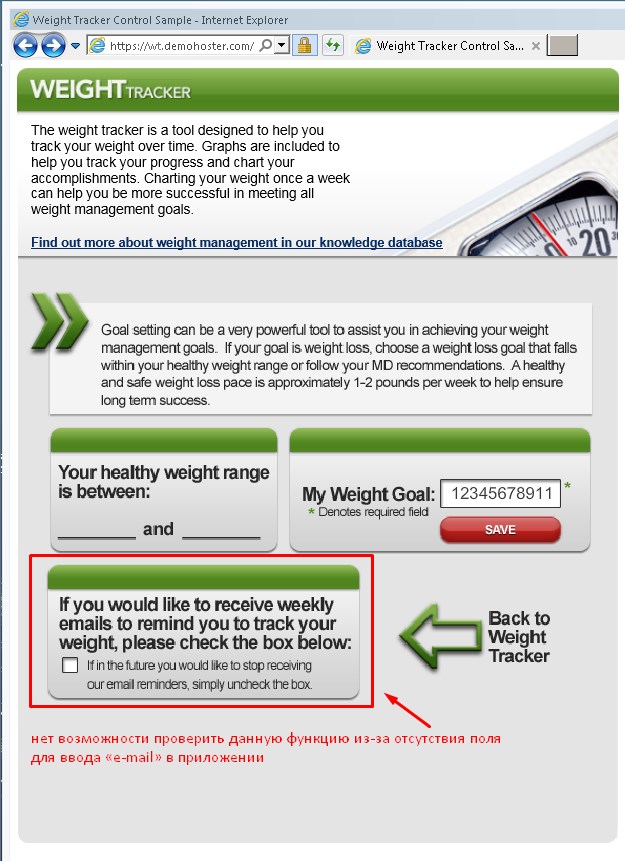 Weight Tracker Control Sample - Internet Explorer
https://wt.demohoster.com/
Weight Tracker Control Sa...
WEIGHTTRACKER
The weight tracker is a tool designed to help you
track your weight over time. Graphs are included to
help you track your progress and chart your
accomplishments. Charting your weight once a week
can help you be more successful in meeting all
weight management goals.
Find out more about weight management in our knowledge database
10 20
Goal setting can be a very powerful tool to assist you in achieving your weight
management goals. If your goal is weight loss, choose a weight loss goal that falls
within your healthy weight range or follow your MD recommendations. A healthy
and safe weight loss pace is approximately 1-2 pounds per week to help ensure
long term success.
Your healthy weight range
is between:
_________ and _________
My Weight Goal: 12345678911 *
* Denotes required field
SAVE
If you would like to receive weekly
emails to remind you to track your
weight, please check the box below:
If in the future you would like to stop receiving
our email reminders, simply uncheck the box.
Back to
Weight
Tracker
нет возможности проверить данную функцию из-за отсутствия поля
для ввода «e-mail» в приложении